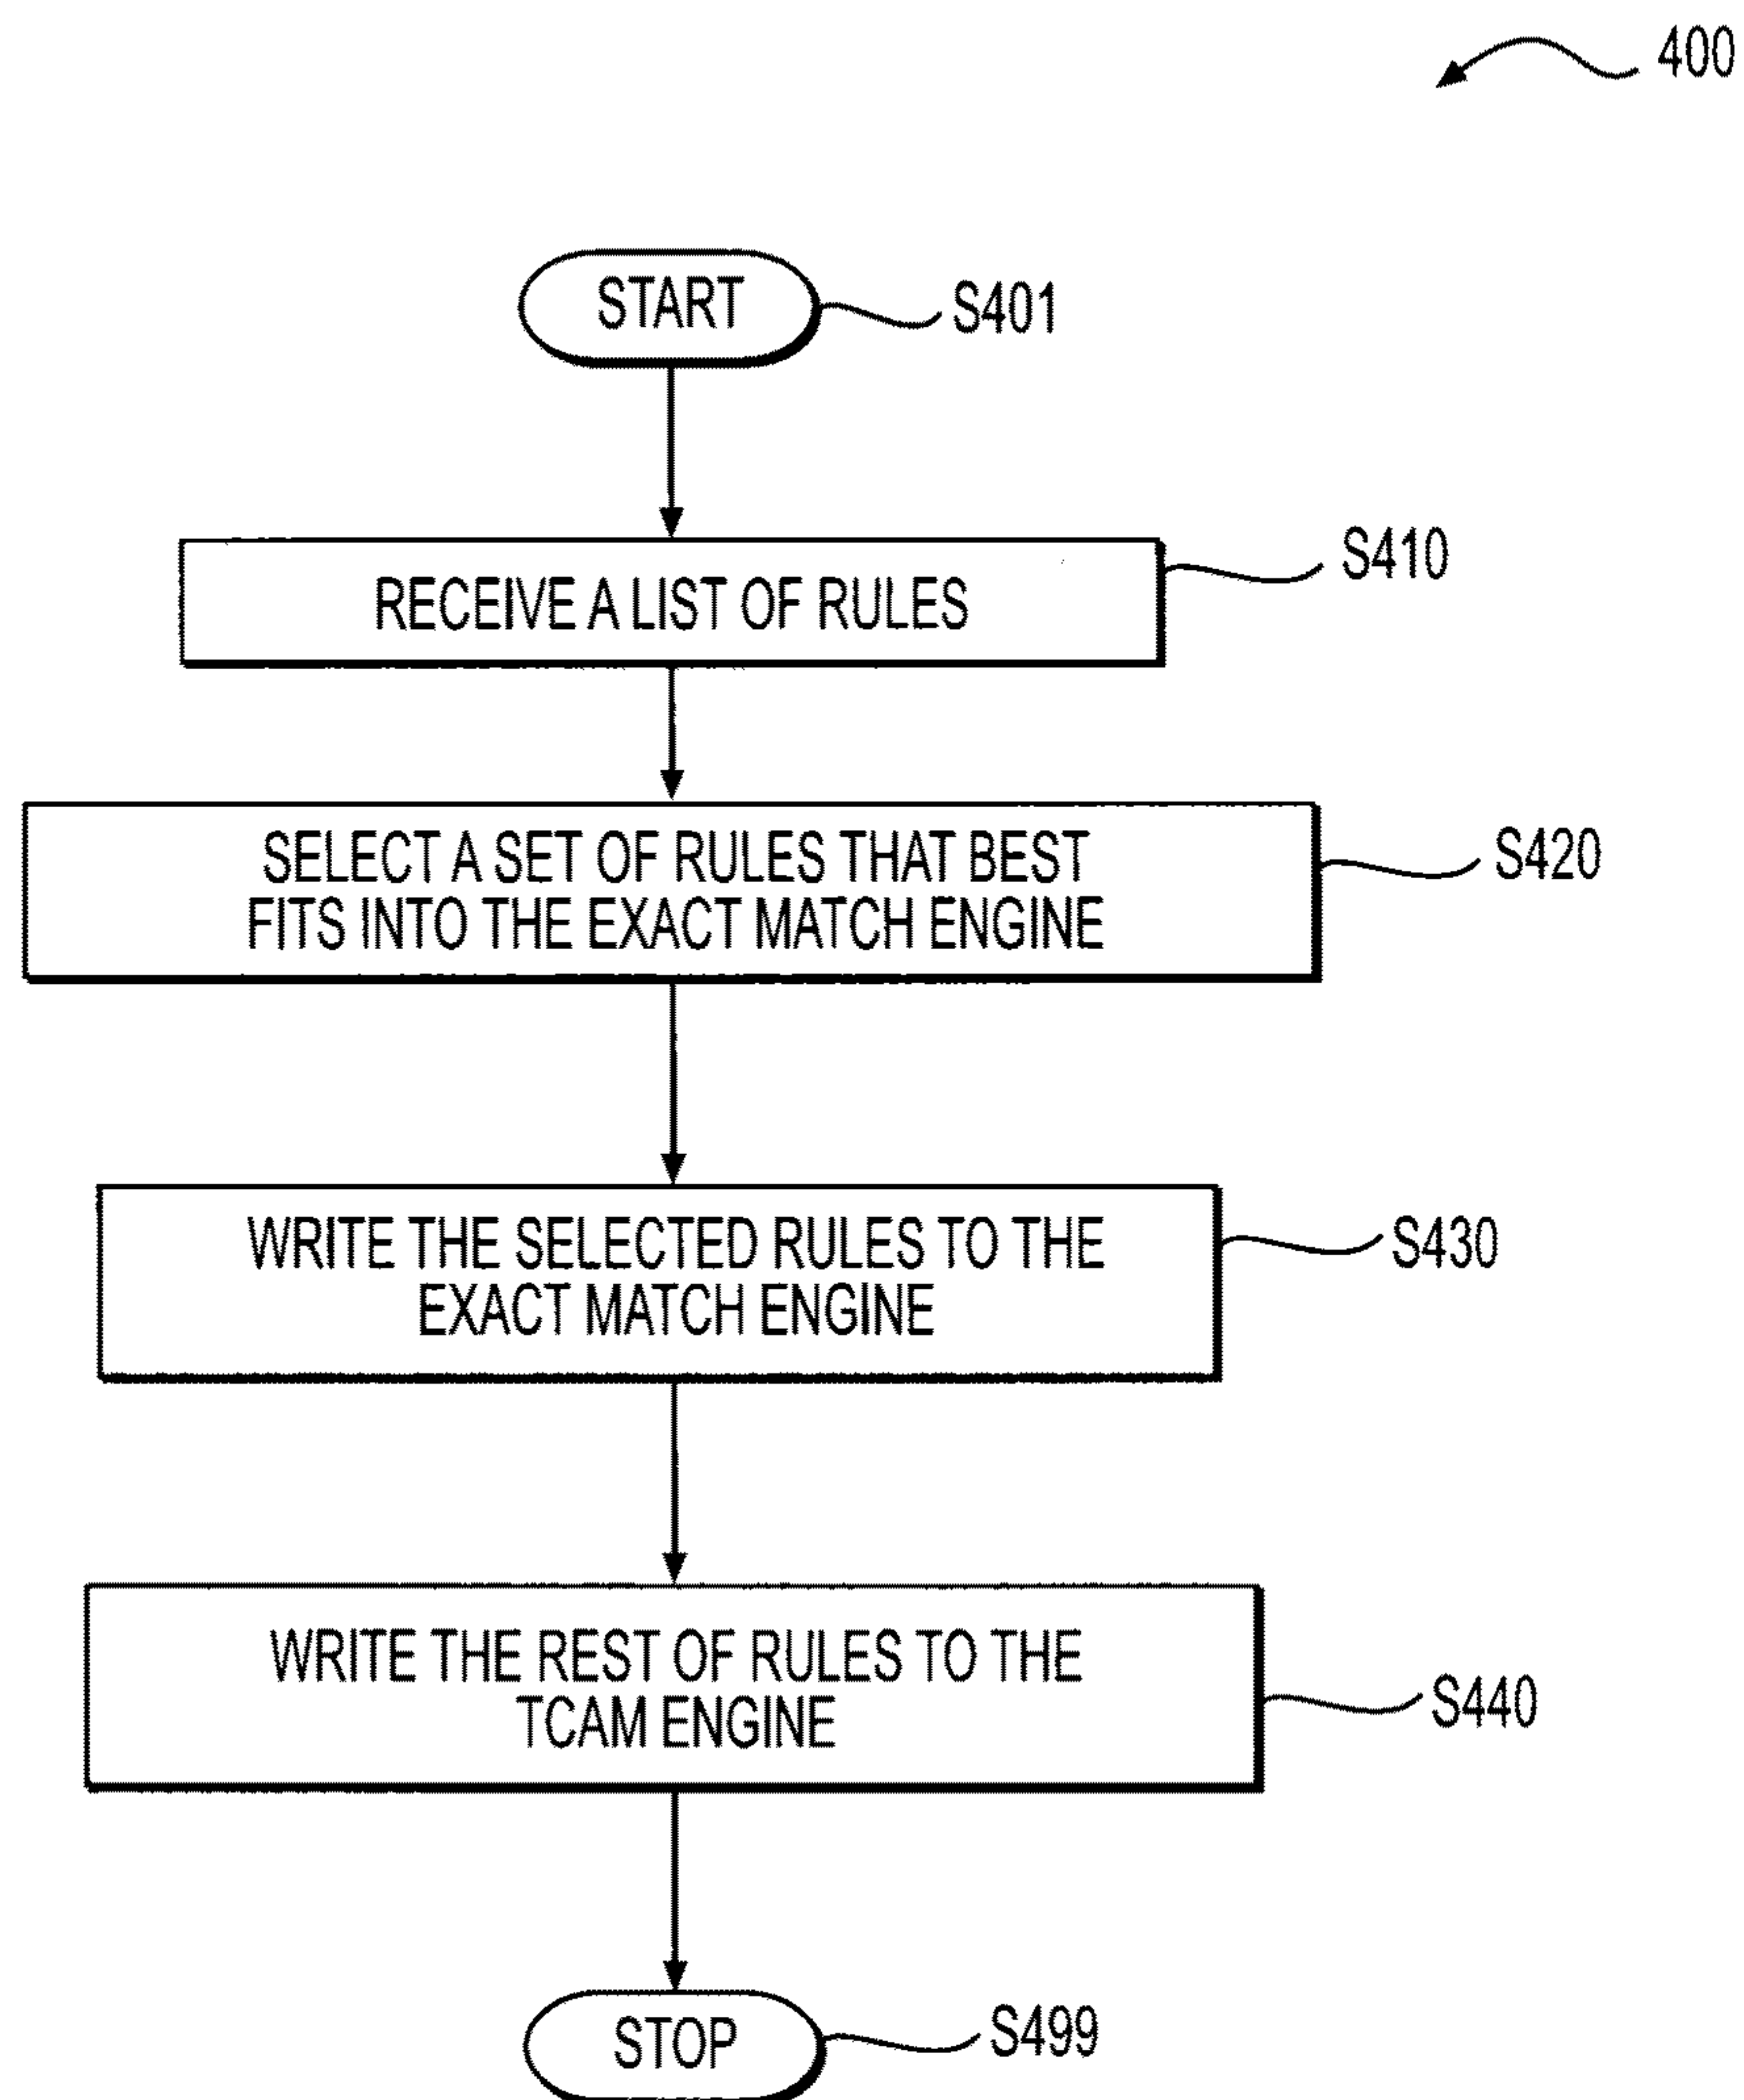 400
START
S401
RECEIVE A LIST OF RULES
S410
SELECT A SET OF RULES THAT BEST
FITS INTO THE EXACT MATCH ENGINE
S420
WRITE THE SELECTED RULES TO THE
EXACT MATCH ENGINE
S430
WRITE THE REST OF RULES TO THE
TCAM ENGINE
S440
STOP
S499